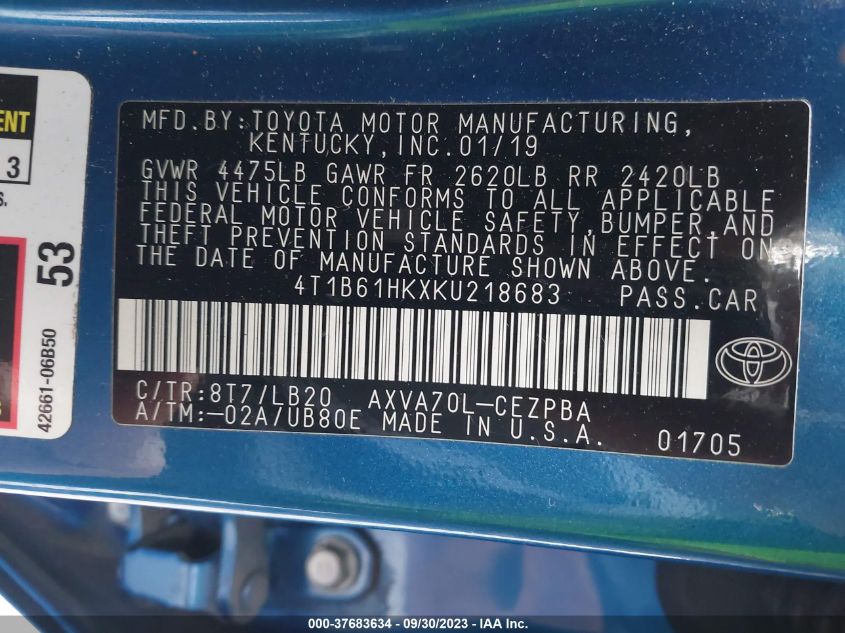 ENT
3
S.
53
42661-06B50
MFD.BY:TOYOTA MOTOR MANUFACTURING,
KENTUCKY,INC.01/19
GVWR 4475LB GAWR FR 2620LB RR 2420LB
THIS VEHICLE CONFORMS TO ALL APPLICABLE
FEDERAL MOTOR VEHICLE SAFETY,BUMPER,AND
THEFT PREVENTION STANDARDS IN EFFECT ON
THE DATE OF MANUFACTURE SHOWN ABOVE.
4T1B61HKXKU218683 PASS.CAR
C/TR:8T7/LB20 AXVA70L-CEZPBA
A/TM:-02A/UB80E MADE IN U.S.A. 01705
000-37683634 - 09/30/2023 - IAAI.com